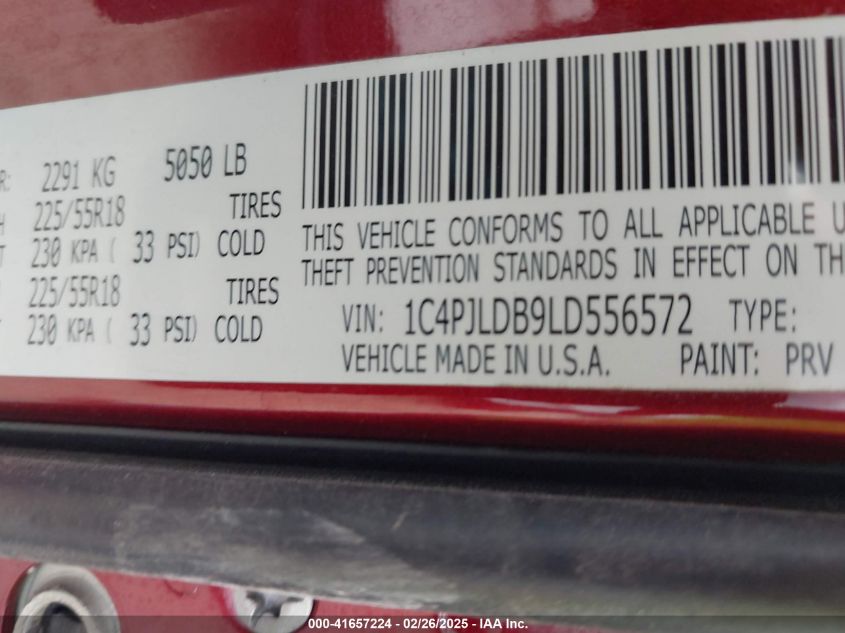 R: 2291 KG 5050 LB
225/55R18 TIRES
230 KPA ( 33 PSI) COLD
225/55R18 TIRES
230 KPA ( 33 PSI) COLD
THIS VEHICLE CONFORMS TO ALL APPLICABLE U
THEFT PREVENTION STANDARDS IN EFFECT ON TH
VIN: 1C4PJLDB9LD556572 TYPE:
VEHICLE MADE IN U.S.A. PAINT: PRV
000-41657224 - 02/26/2025 - IAA Inc.